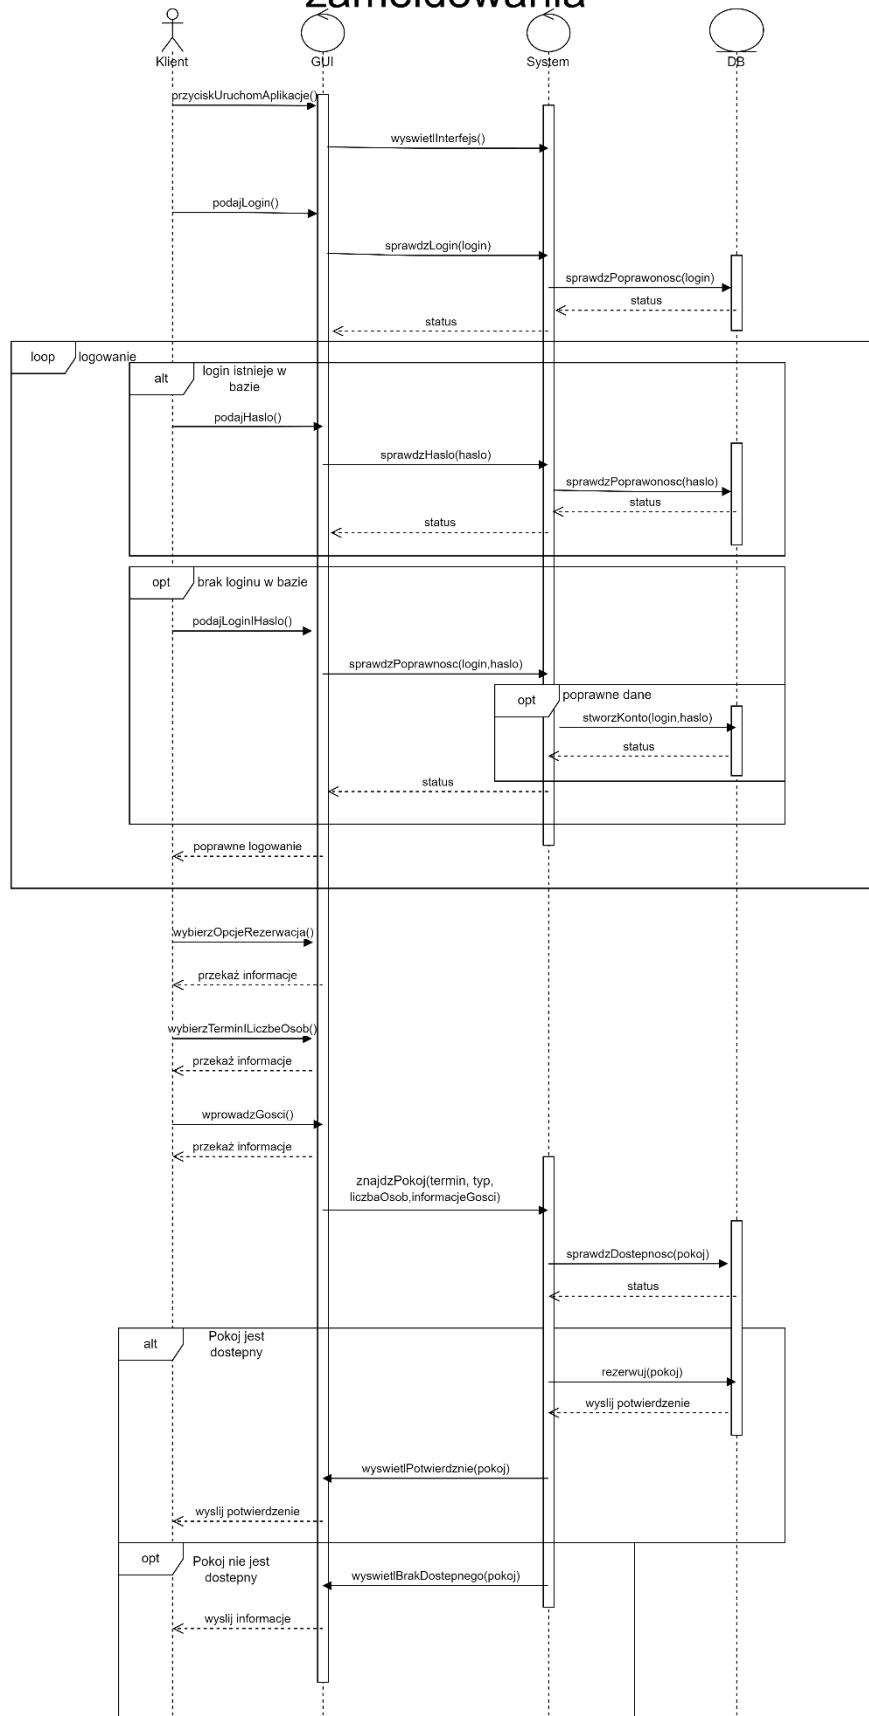 zameldowania
Klient
GUI
System
DB
przyciskUruchomAplikacje()
wyswietlInterfejs()
podajLogin()
sprawdzLogin(login)
sprawdzPoprawonosc(login)
status
status
loop
logowanie
alt
login istnieje w
bazie
podajHaslo()
sprawdzHaslo(haslo)
sprawdzPoprawonosc(haslo)
status
status
opt
brak loginu w bazie
podajLoginIHaslo()
sprawdzPoprawnosc(login,haslo)
opt
poprawne dane
stworzKonto(login,haslo)
status
status
poprawne logowanie
wybierzOpcjeRezerwacja()
przekaż informacje
wybierzTerminILiczbeOsob()
przekaż informacje
wprowadzGosci()
przekaż informacje
znajdzPokoj(termin, typ,
liczbaOsob,informacjeGosci)
sprawdzDostepnosc(pokoj)
status
alt
Pokoj jest
dostepny
rezerwuj(pokoj)
wyslij potwierdzenie
wyswietlPotwierdznie(pokoj)
wyslij potwierdzenie
opt
Pokoj nie jest
dostepny
wyswietlBrakDostepnego(pokoj)
wyslij informacje